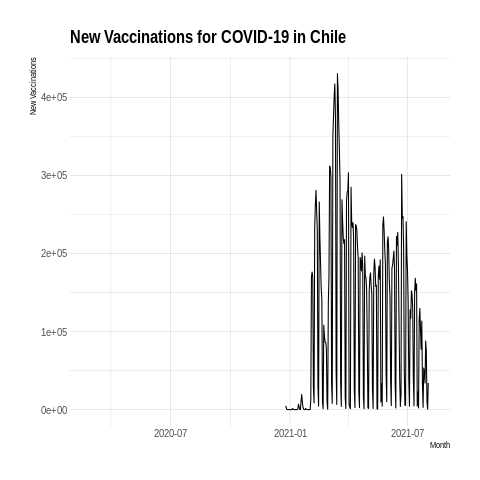 New Vaccinations for COVID-19 in Chile
New Vaccinations
4e+05
3e+05
2e+05
1e+05
0e+00
2020-07 2021-01 2021-07
Month